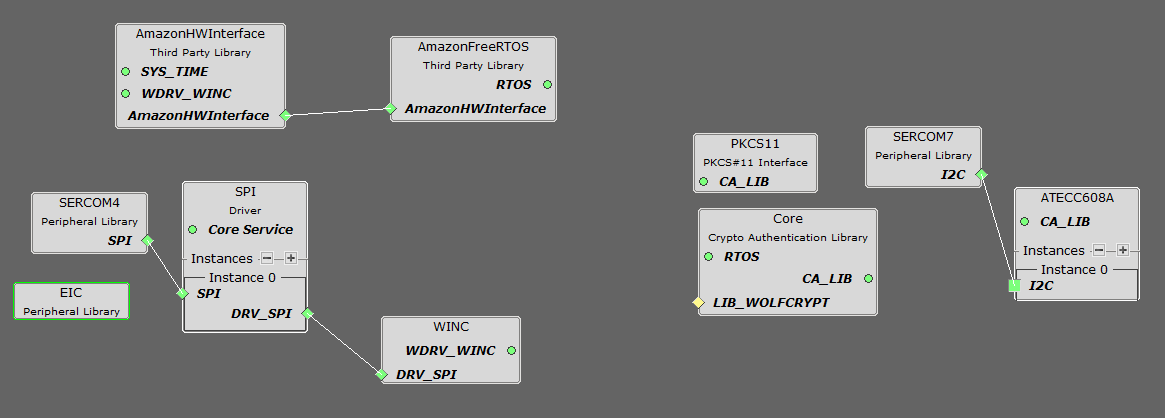 AmazonHWInterface
Third Party Library
SYS_TIME
WDRV_WINC
AmazonHWInterface
AmazonFreeRTOS
Third Party Library
RTOS
AmazonHWInterface
SERCOM4
Peripheral Library
SPI
EIC
Peripheral Library
SPI
Driver
Core Service
Instances
Instance 0
SPI
DRV_SPI
WINC
WDRV_WINC
DRV_SPI
PKCS11
PKCS#11 Interface
CA_LIB
Core
Crypto Authentication Library
RTOS
CA_LIB
LIB_WOLFCRYPT
SERCOM7
Peripheral Library
I2C
ATECC608A
CA_LIB
Instances
Instance 0
I2C